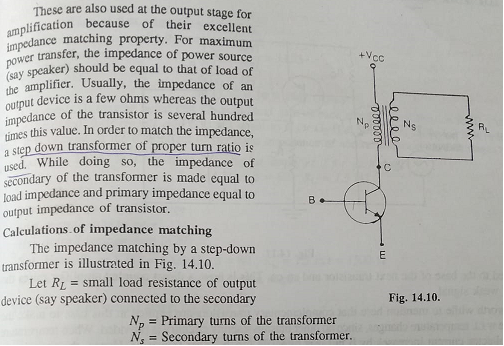 These are also used at the output stage for
amplification because of their excellent
impedance matching property. For maximum
power transfer, the impedance of power source
(say speaker) should be equal to that of load of
the amplifier. Usually, the impedance of an
output device is a few ohms whereas the output
impedance of the transistor is several hundred
times this value. In order to match the impedance,
a step down transformer of proper turn ratio is
used. While doing so, the impedance of
secondary of the transformer is made equal to
load impedance and primary impedance equal to
output impedance of transistor.
Calculations of impedance matching
The impedance matching by a step-down
transformer is illustrated in Fig. 14.10.
Let R_L = small load resistance of output
device (say speaker) connected to the secondary
N_p = Primary turns of the transformer
N_s = Secondary turns of the transformer.
+V_CC
N_P
N_S
R_L
C
B
E
Fig. 14.10.